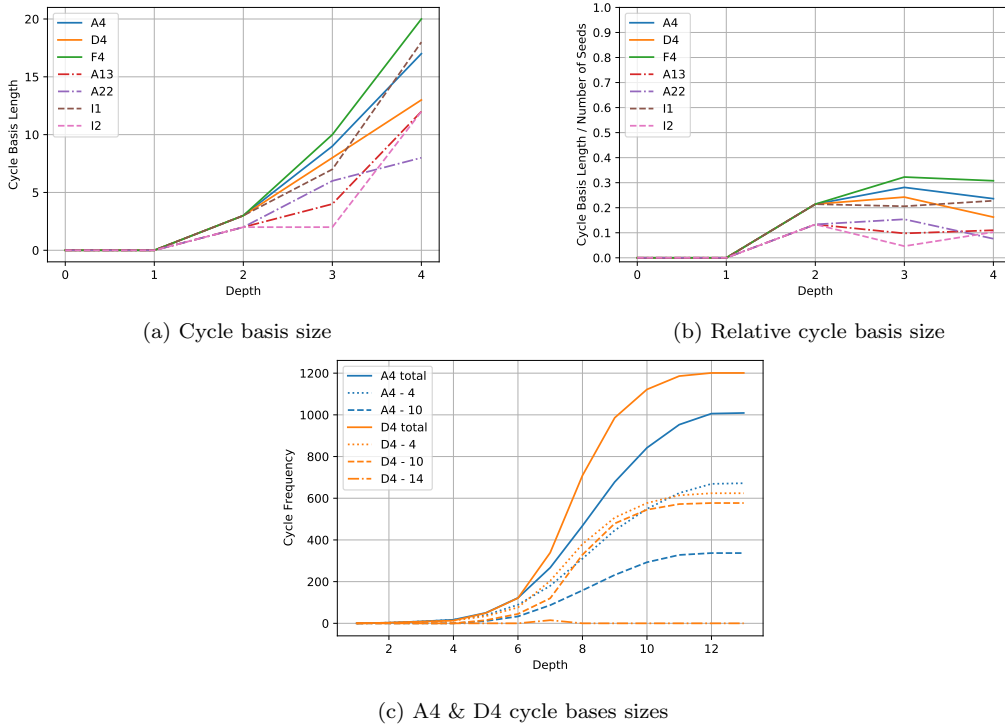 20
15
10
5
0
Cycle Basis Length
A4
D4
F4
A13
A22
I1
I2
0 1 2 3 4
Depth
(a) Cycle basis size
1.0
0.9
0.8
0.7
0.6
0.5
0.4
0.3
0.2
0.1
0.0
Cycle Basis Length / Number of Seeds
A4
D4
F4
A13
A22
I1
I2
0 1 2 3 4
Depth
(b) Relative cycle basis size
1200
1000
800
600
400
200
0
Cycle Frequency
A4 total
A4 - 4
A4 - 10
D4 total
D4 - 4
D4 - 10
D4 - 14
2 4 6 8 10 12
Depth
(c) A4 & D4 cycle bases sizes